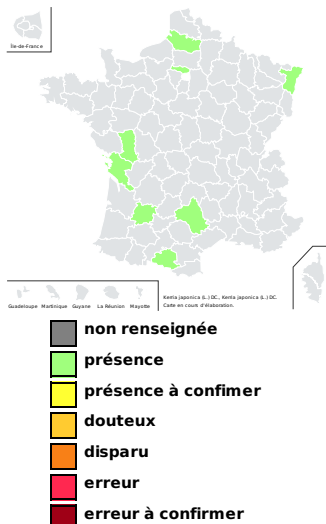 Île-de-France
Kerria japonica (L.) DC., Kerria japonica (L.) DC.
Carte en cours d'élaboration.
Guadeloupe Martinique Guyane La Réunion Mayotte
non renseignée
présence
présence à confimer
douteux
disparu
erreur
erreur à confirmer